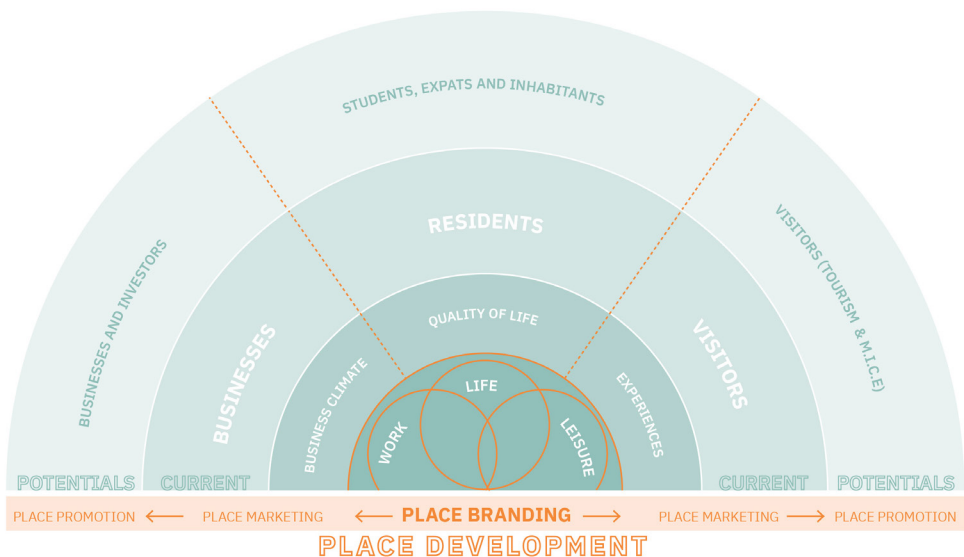 STUDENTS, EXPATS AND INHABITANTS
BUSINESSES AND INVESTORS
VISITORS (TOURISM & M.I.C.E)
RESIDENTS
BUSINESSES
VISITORS
QUALITY OF LIFE
BUSINESS CLIMATE
EXPERIENCES
LIFE
WORK
LEISURE
POTENTIALS
CURRENT
CURRENT
POTENTIALS
PLACE PROMOTION
PLACE MARKETING
PLACE BRANDING
PLACE MARKETING
PLACE PROMOTION
PLACE DEVELOPMENT